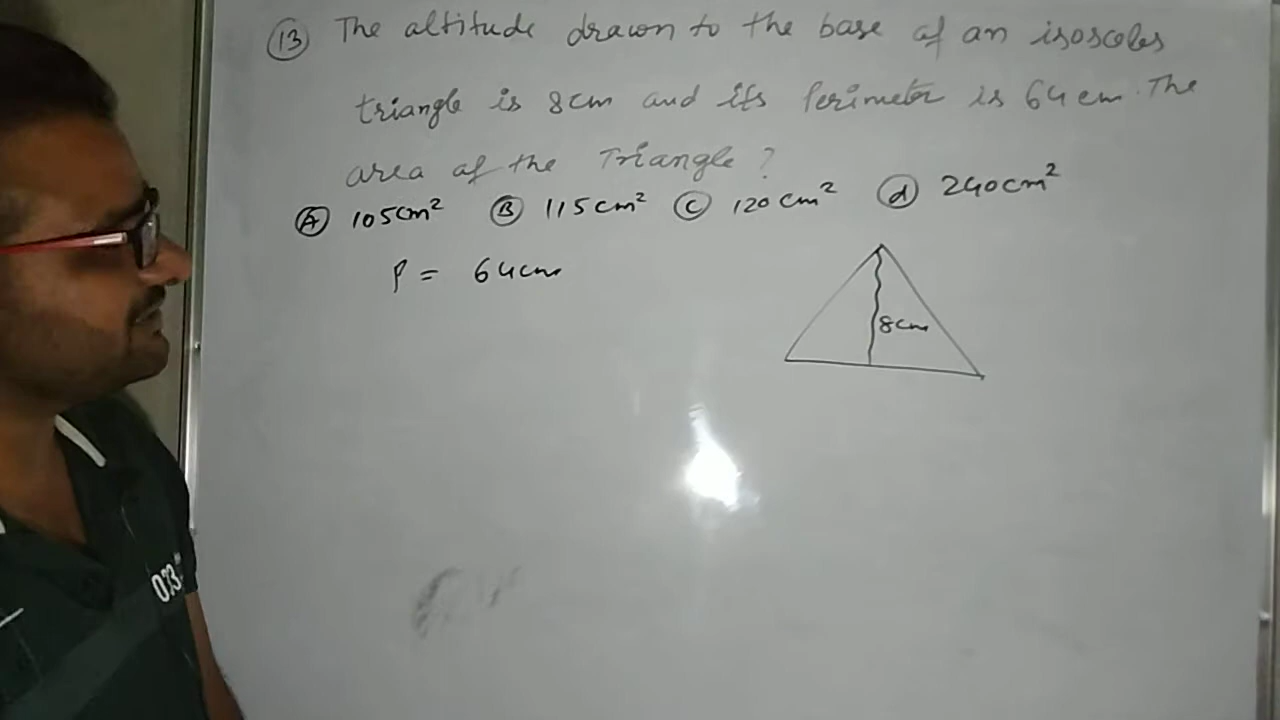 13 The altitude drawn to the base of an isosceles
triangle is 8cm and its Perimeter is 64cm. The
area of the Triangle?
A 105cm² B 115cm² C 120cm² d 240cm²
P = 64cm
8cm
073